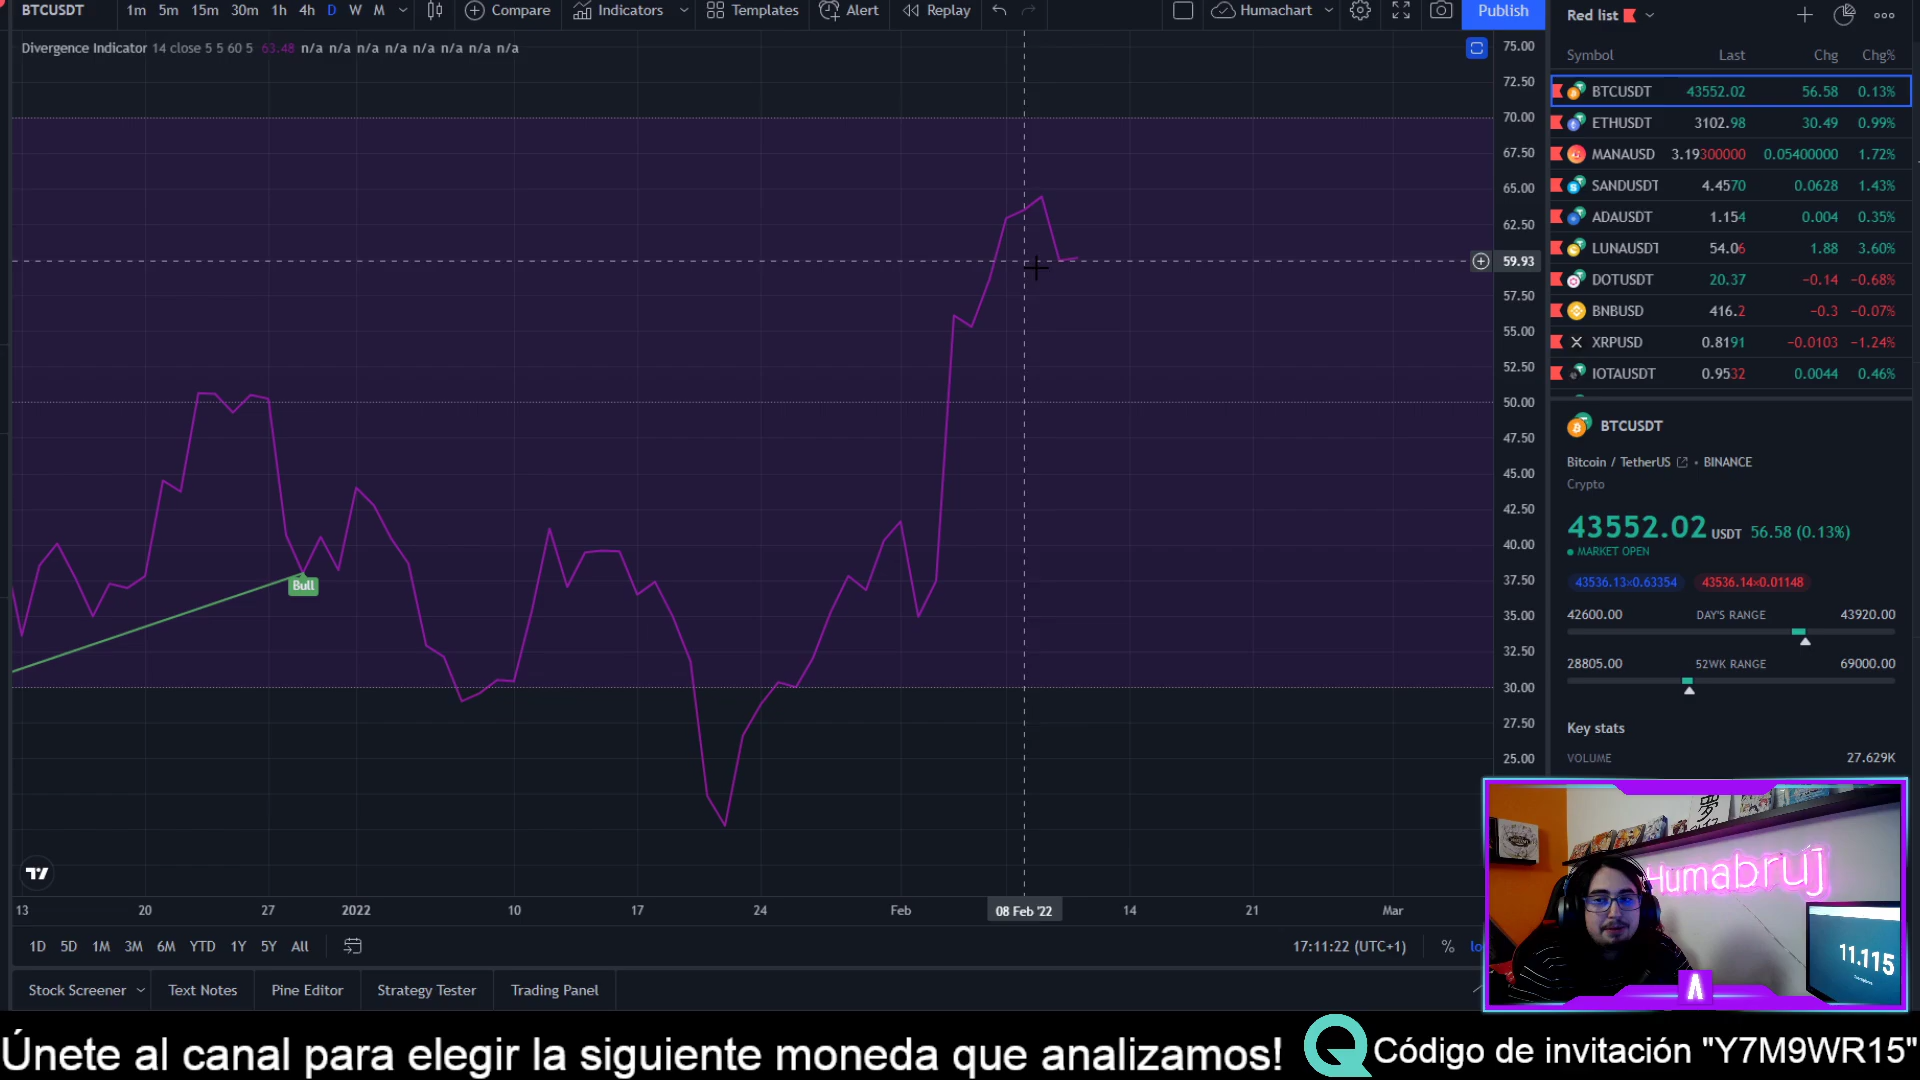 BTCUSDT 1m 5m 15m 30m 1h 4h D W M Compare Indicators Templates Alert Replay Humachart Publish
Divergence Indicator 14 close 5 5 60 5 63.48 n/a n/a n/a n/a n/a n/a n/a n/a
75.00
72.50
70.00
67.50
65.00
62.50
59.93
57.50
55.00
52.50
50.00
47.50
45.00
42.50
40.00
37.50
35.00
32.50
30.00
27.50
25.00
Bull
13 20 27 2022 10 17 24 Feb 08 Feb '22 14 21 Mar
1D 5D 1M 3M 6M YTD 1Y 5Y All 17:11:22 (UTC+1) % lo
Stock Screener Text Notes Pine Editor Strategy Tester Trading Panel
Red list
Symbol Last Chg Chg%
BTCUSDT 43552.02 56.58 0.13%
ETHUSDT 3102.98 30.49 0.99%
MANAUSD 3.19300000 0.05400000 1.72%
SANDUSDT 4.4570 0.0628 1.43%
ADAUSDT 1.154 0.004 0.35%
LUNAUSDT 54.06 1.88 3.60%
DOTUSDT 20.37 −0.14 −0.68%
BNBUSD 416.2 −0.3 −0.07%
XRPUSD 0.8191 −0.0103 −1.24%
IOTAUSDT 0.9532 0.0044 0.46%
BTCUSDT
Bitcoin / TetherUS • BINANCE
Crypto
43552.02 USDT 56.58 (0.13%)
MARKET OPEN
43536.13×0.63354 43536.14×0.01148
42600.00 DAY'S RANGE 43920.00
28805.00 52WK RANGE 69000.00
Key stats
VOLUME 27.629K
夢
Humabruj
11.115
Únete al canal para elegir la siguiente moneda que analizamos! Código de invitación "Y7M9WR15"